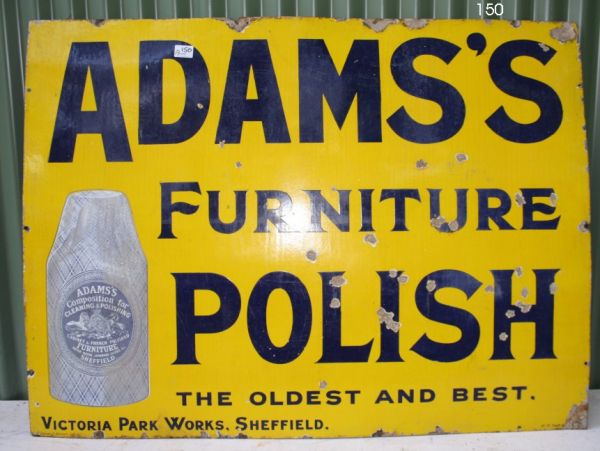 150
150
ADAMS'S
FURNITURE
POLISH
ADAMS'S
Composition for
CLEANING & POLISHING
FURNITURE
SHEFFIELD
THE OLDEST AND BEST.
VICTORIA PARK WORKS, SHEFFIELD.